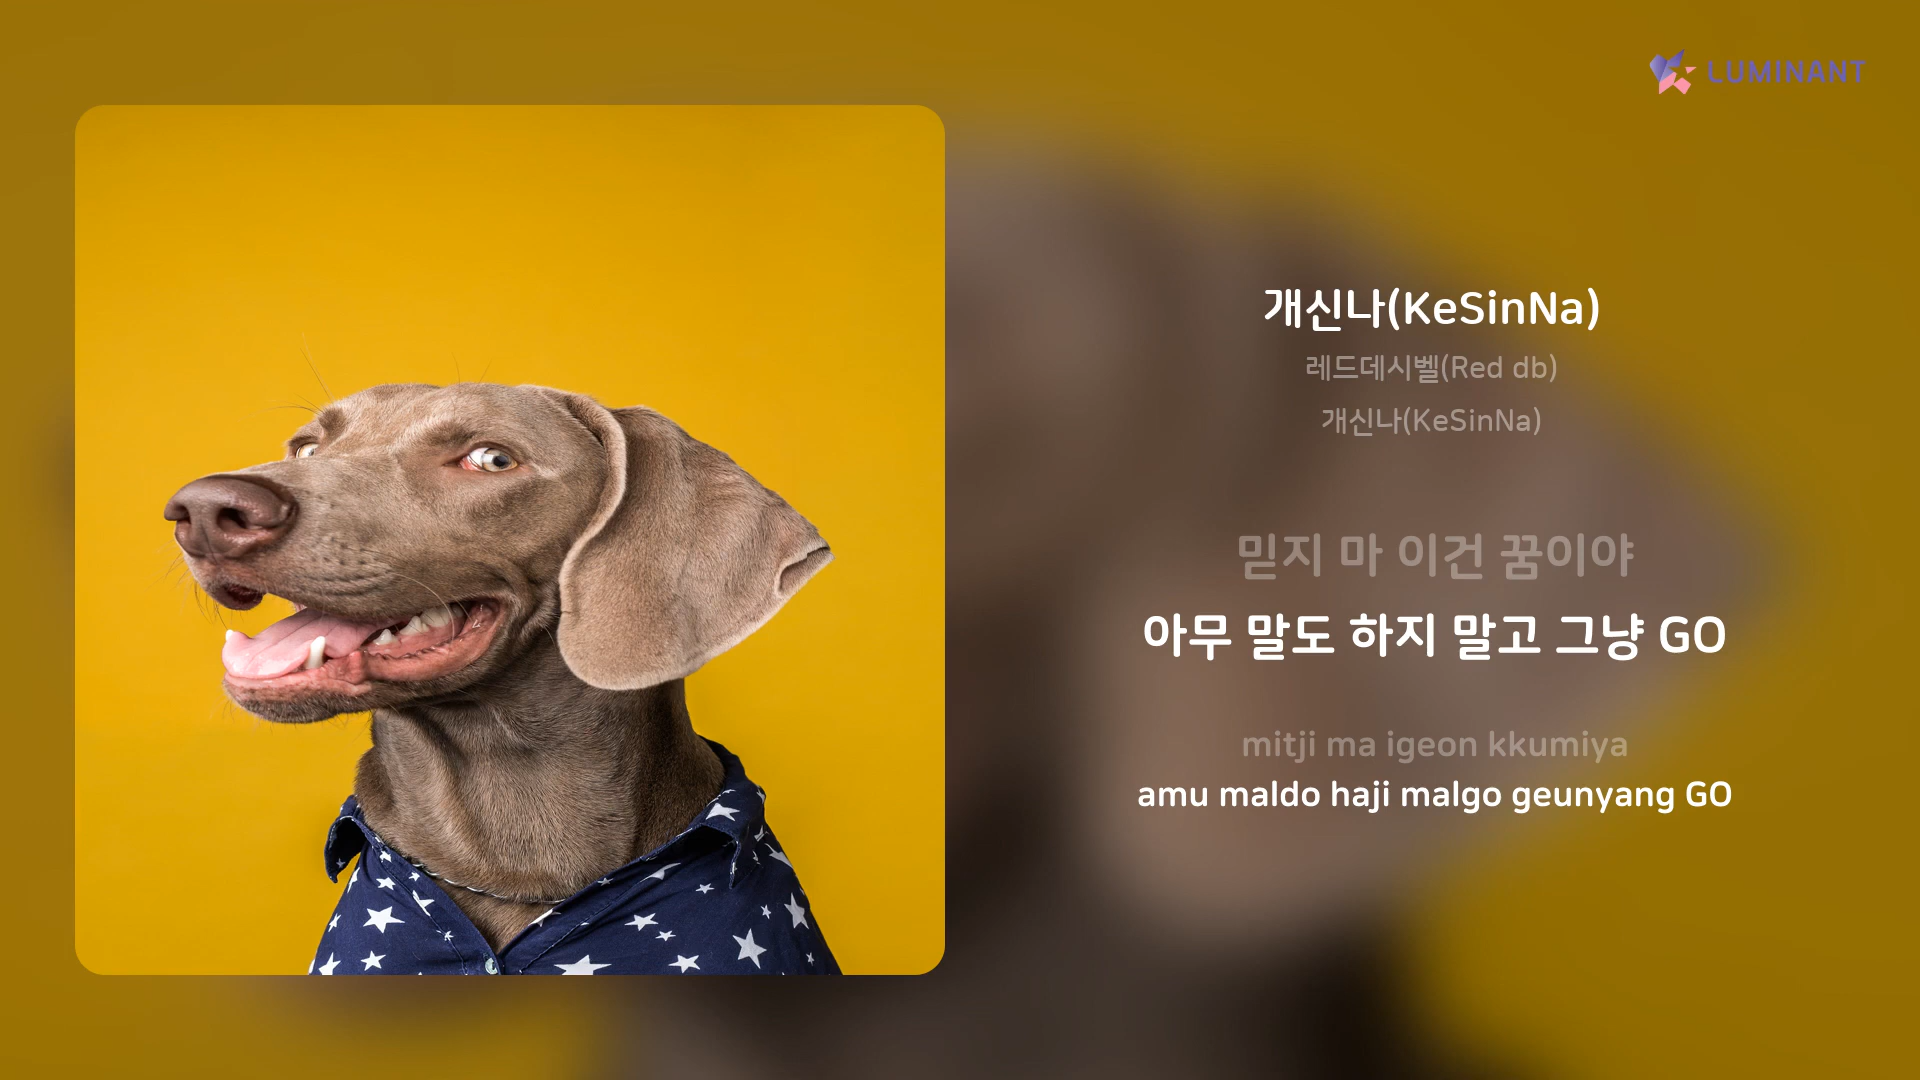 LUMINANT
개신나(KeSinNa)
레드데시벨(Red db)
개신나(KeSinNa)
믿지 마 이건 꿈이야
아무 말도 하지 말고 그냥 GO
mitji ma igeon kkumiya
amu maldo haji malgo geunyang GO